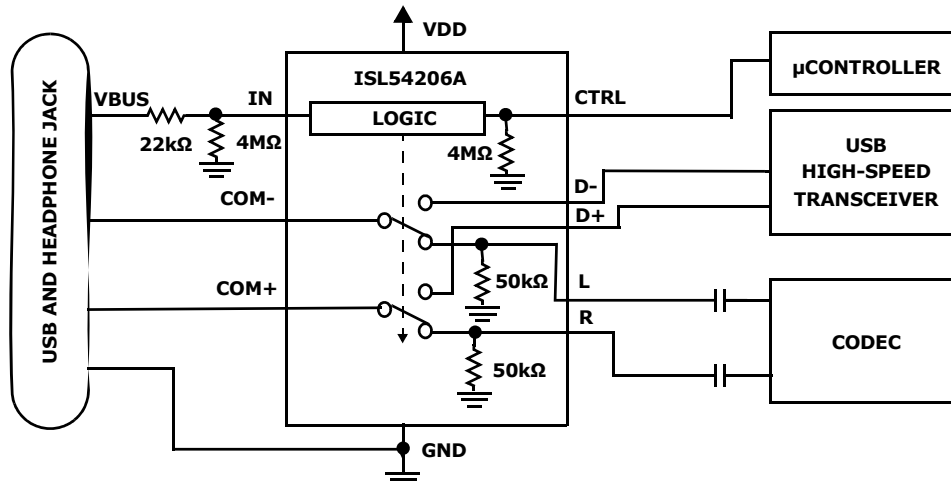 VDD
ISL54206A
µCONTROLLER
VBUS
IN
CTRL
LOGIC
22kΩ
4MΩ
4MΩ
USB
HIGH-SPEED
TRANSCEIVER
D-
D+
COM-
USB AND HEADPHONE JACK
50kΩ
L
COM+
R
CODEC
50kΩ
GND